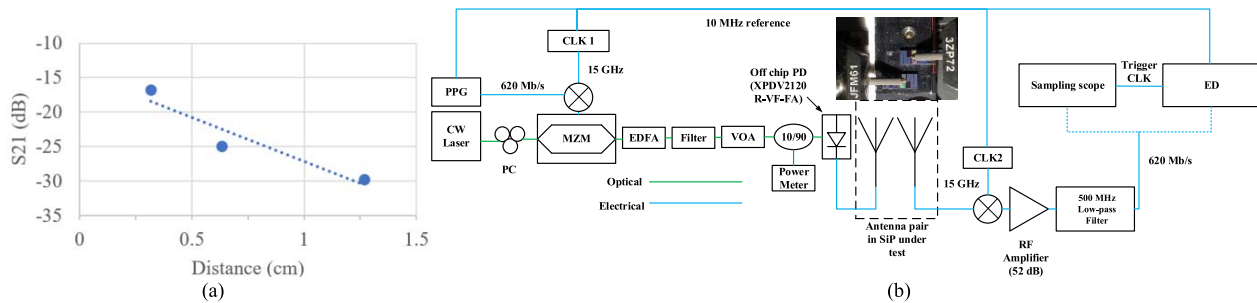 -10
-15
-20
-25
-30
-35
S21 (dB)
0
0.5
1
1.5
Distance (cm)
(a)
10 MHz reference
CLK 1
15 GHz
PPG
620 Mb/s
CW
Laser
PC
MZM
EDFA
Filter
VOA
10/90
Power
Meter
Optical
Electrical
Off chip PD
(XPDV2120
R-VF-FA)
JFM61
3ZP72
Antenna pair
in SiP under
test
CLK2
15 GHz
RF
Amplifier
(52 dB)
500 MHz
Low-pass
Filter
620 Mb/s
Sampling scope
Trigger
CLK
ED
(b)